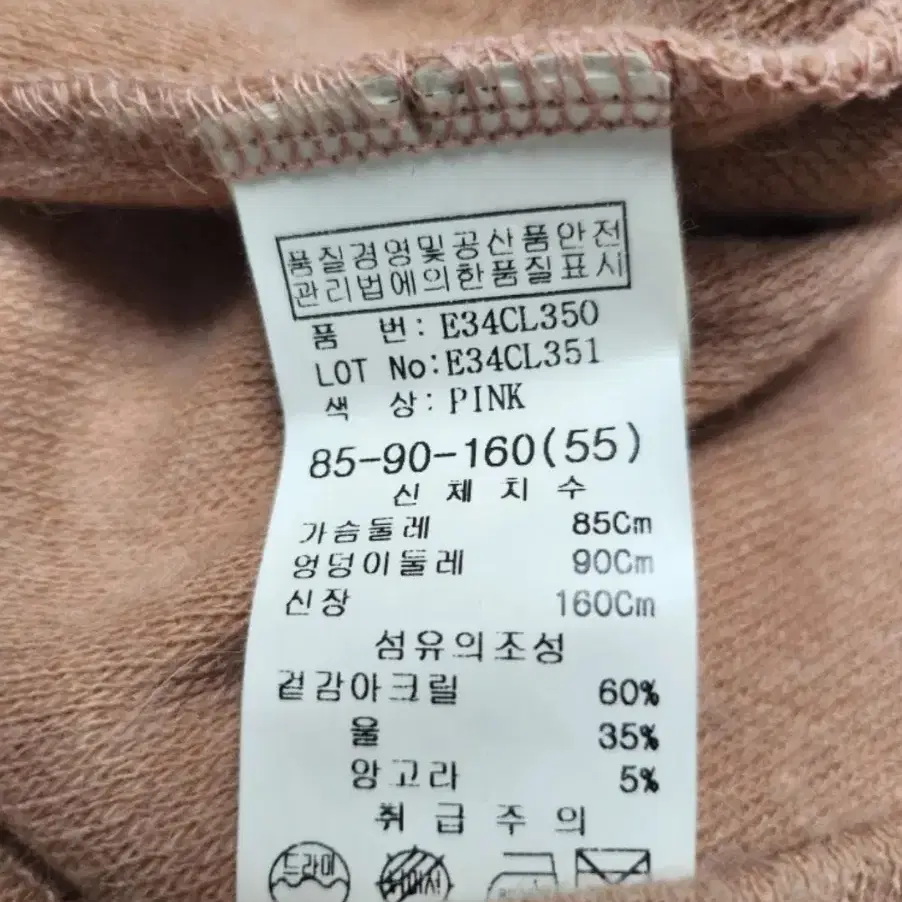 품질경영및공산품안전
관리법에의한품질표시
품 번: E34CL350
LOT No:E34CL351
색 상: PINK
85-90-160(55)
신 체 치 수
가슴둘레 85Cm
엉덩이둘레 90Cm
신장 160Cm
섬유의조성
겉감아크릴 60%
울 35%
앙고라 5%
취 급 주 의
드라이